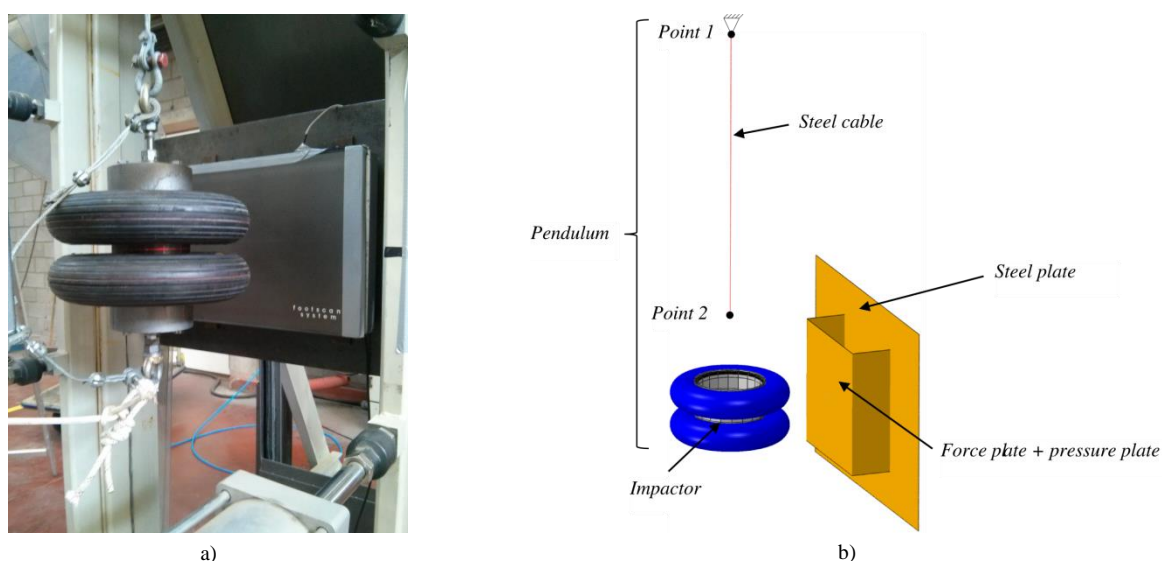 footscan
system
Point 1
Steel cable
Pendulum
Steel plate
Point 2
Force plate + pressure plate
Impactor
a)
b)